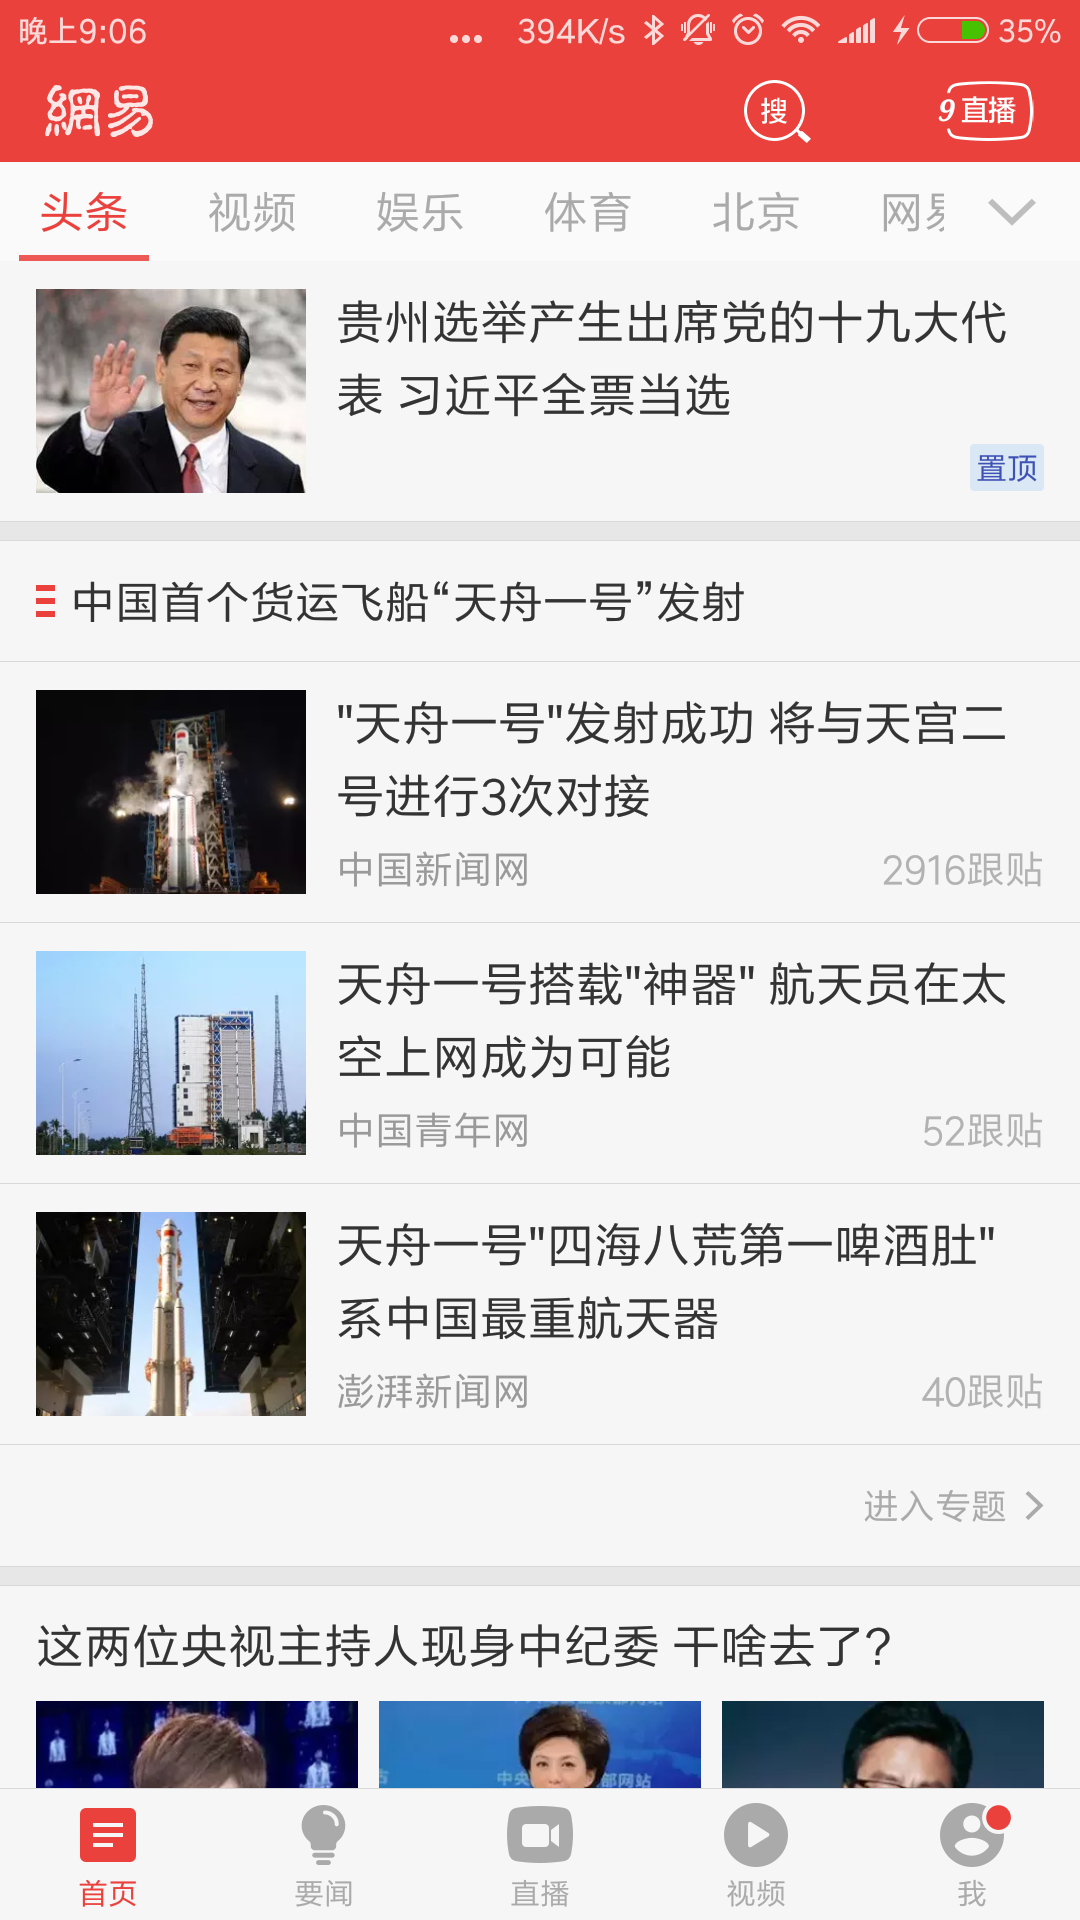 晚上9:06 ... 394K/s 35%
網易 搜 9直播
头条 视频 娱乐 体育 北京
贵州选举产生出席党的十九大代
表 习近平全票当选
置顶
中国首个货运飞船“天舟一号”发射
"天舟一号"发射成功 将与天宫二
号进行3次对接
中国新闻网 2916跟贴
天舟一号搭载"神器" 航天员在太
空上网成为可能
中国青年网 52跟贴
天舟一号"四海八荒第一啤酒肚"
系中国最重航天器
澎湃新闻网 40跟贴
进入专题
这两位央视主持人现身中纪委 干啥去了?
首页 要闻 直播 视频 我